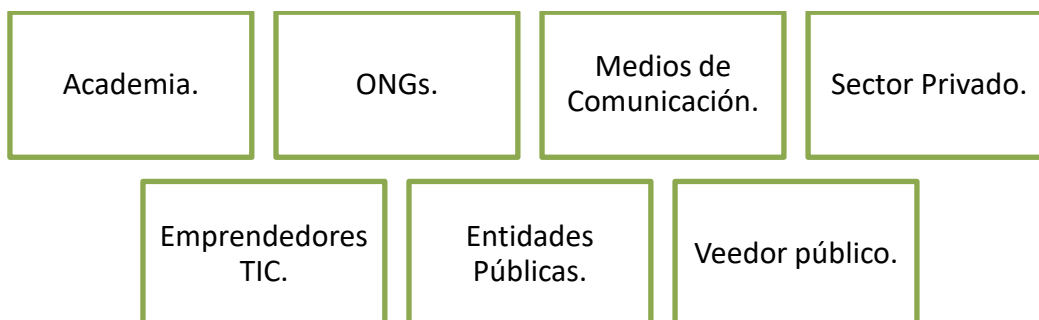 Academia.
ONGs.
Medios de
Comunicación.
Sector Privado.
Emprendedores
TIC.
Entidades
Públicas.
Veedor público.